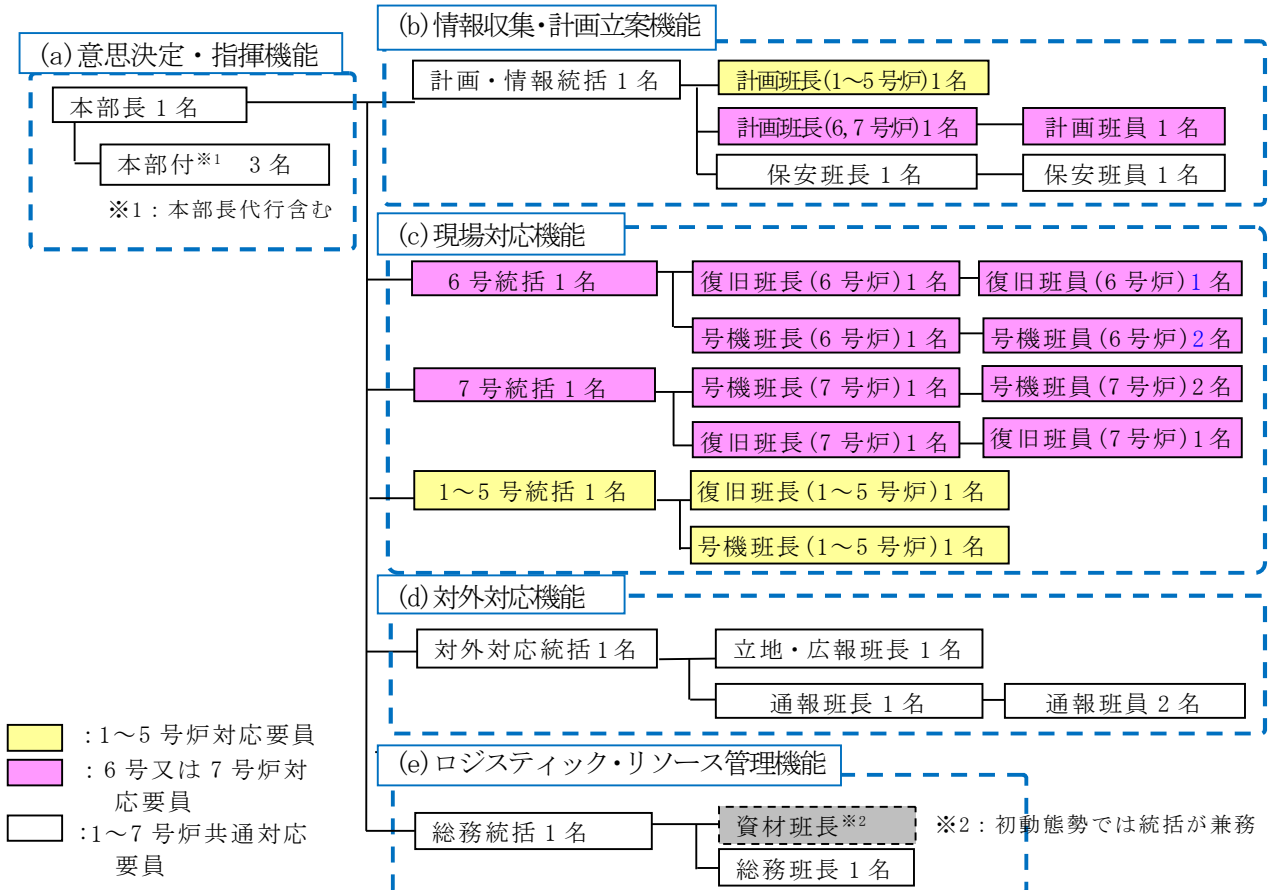 (a)意思決定・指揮機能
本部長 1 名
本部付※1 3 名
※1：本部長代行含む
(b)情報収集・計画立案機能
計画・情報統括 1 名
計画班長(1～5 号炉)1名
計画班長(6,7 号炉)1名
計画班員 1 名
保安班長 1 名
保安班員 1 名
(c)現場対応機能
6 号統括 1 名
復旧班長(6 号炉)1 名
復旧班員(6 号炉)1 名
号機班長(6 号炉)1 名
号機班員(6 号炉)2 名
7 号統括 1 名
号機班長(7 号炉)1 名
号機班員(7 号炉)2 名
復旧班長(7 号炉)1 名
復旧班員(7 号炉)1 名
1～5 号統括 1 名
復旧班長(1～5 号炉)1 名
号機班長(1～5 号炉)1 名
(d)対外対応機能
対外対応統括 1 名
立地・広報班長 1 名
通報班長 1 名
通報班員 2 名
(e)ロジスティック・リソース管理機能
総務統括 1 名
資材班長※2
※2：初動態勢では統括が兼務
総務班長 1 名
：1～5 号炉対応要員
：6 号又は 7 号炉対
応要員
：1～7 号炉共通対応
要員